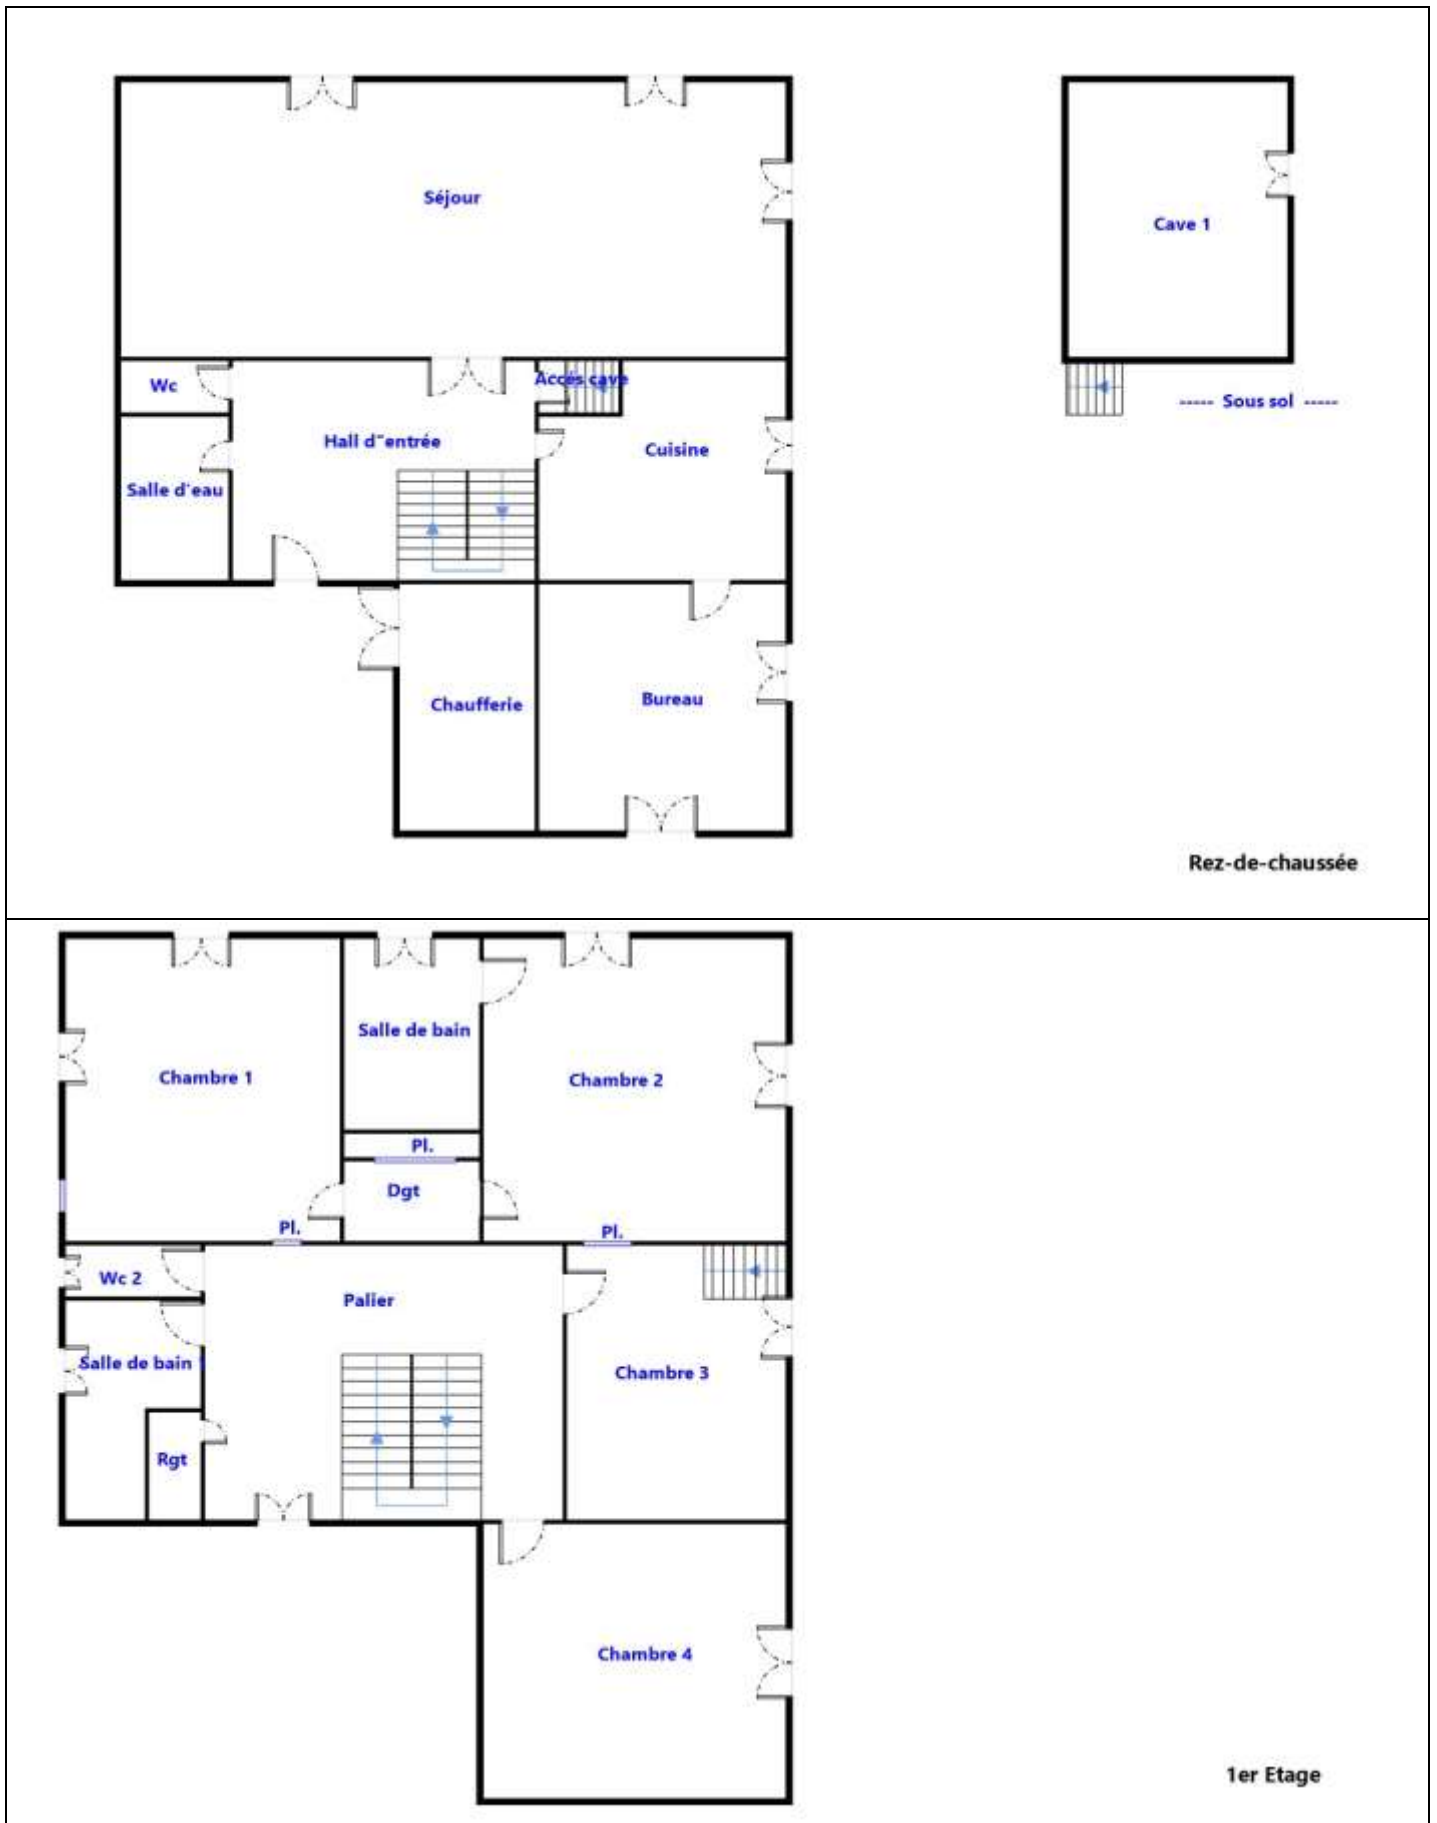 Séjour
Cave 1
Wc
Accés cave
----- Sous sol -----
Hall d"entrée
Cuisine
Salle d'eau
Chaufferie
Bureau
Rez-de-chaussée
Salle de bain
Chambre 1
Chambre 2
Pl.
Dgt
Pl.
Pl.
Wc 2
Palier
Salle de bain
Chambre 3
Rgt
Chambre 4
1er Etage